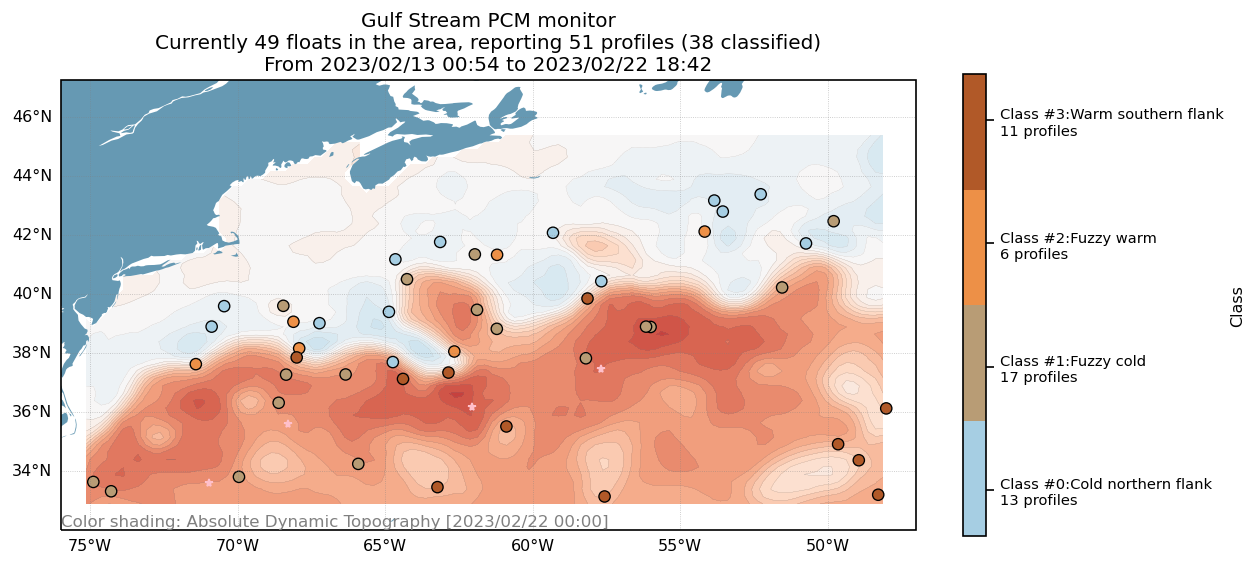 Gulf Stream PCM monitor
Currently 49 floats in the area, reporting 51 profiles (38 classified)
From 2023/02/13 00:54 to 2023/02/22 18:42
46°N
44°N
42°N
40°N
38°N
36°N
34°N
Color shading: Absolute Dynamic Topography [2023/02/22 00:00]
75°W
70°W
65°W
60°W
55°W
50°W
Class #3:Warm southern flank
11 profiles
Class #2:Fuzzy warm
6 profiles
Class #1:Fuzzy cold
17 profiles
Class #0:Cold northern flank
13 profiles
Class